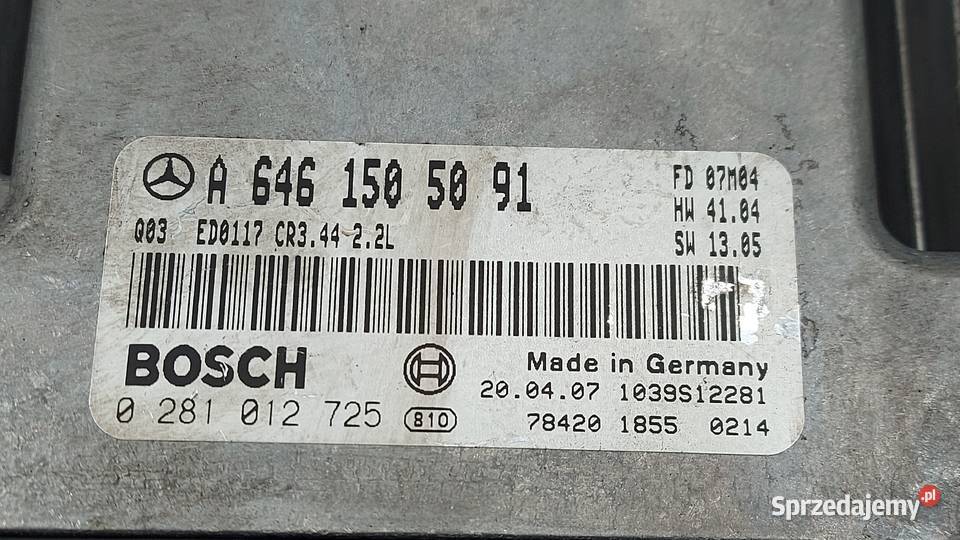 A 646 150 50 91
FD 07M04
HW 41.04
SW 13.05
Q03 ED0117 CR3.44 2.2L
BOSCH
Made in Germany
20.04.07 1039S12281
0 281 012 725 810
78420 1855 0214
Sprzedajemy.pl